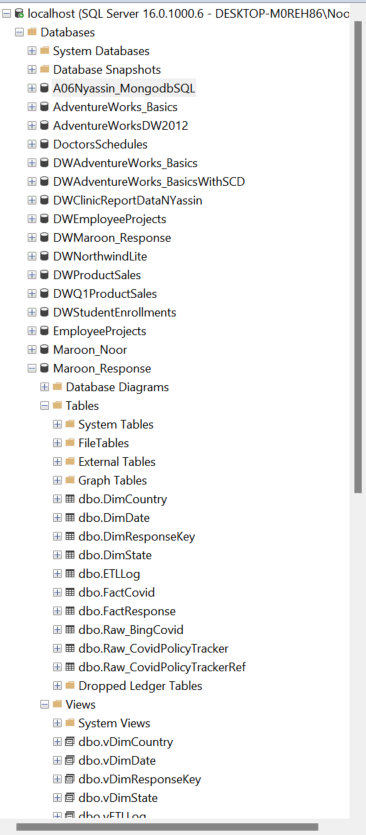 localhost (SQL Server 16.0.1000.6 - DESKTOP-M0REH86\Noo
Databases
System Databases
Database Snapshots
A06Nyassin_MongodbSQL
AdventureWorks_Basics
AdventureWorksDW2012
DoctorsSchedules
DWAdventureWorks_Basics
DWAdventureWorks_BasicsWithSCD
DWClinicReportDataNYassin
DWEmployeeProjects
DWMaroon_Response
DWNorthwindLite
DWProductSales
DWQ1ProductSales
DWStudentEnrollments
EmployeeProjects
Maroon_Noor
Maroon_Response
Database Diagrams
Tables
System Tables
FileTables
External Tables
Graph Tables
dbo.DimCountry
dbo.DimDate
dbo.DimResponseKey
dbo.DimState
dbo.ETLLog
dbo.FactCovid
dbo.FactResponse
dbo.Raw_BingCovid
dbo.Raw_CovidPolicyTracker
dbo.Raw_CovidPolicyTrackerRef
Dropped Ledger Tables
Views
System Views
dbo.vDimCountry
dbo.vDimDate
dbo.vDimResponseKey
dbo.vDimState
dbo.vETLLog